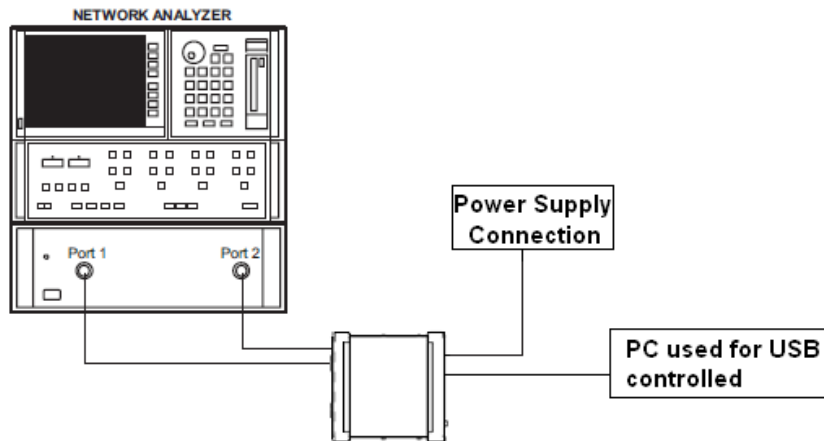 NETWORK ANALYZER
Port 1
Port 2
Power Supply
Connection
PC used for USB
controlled